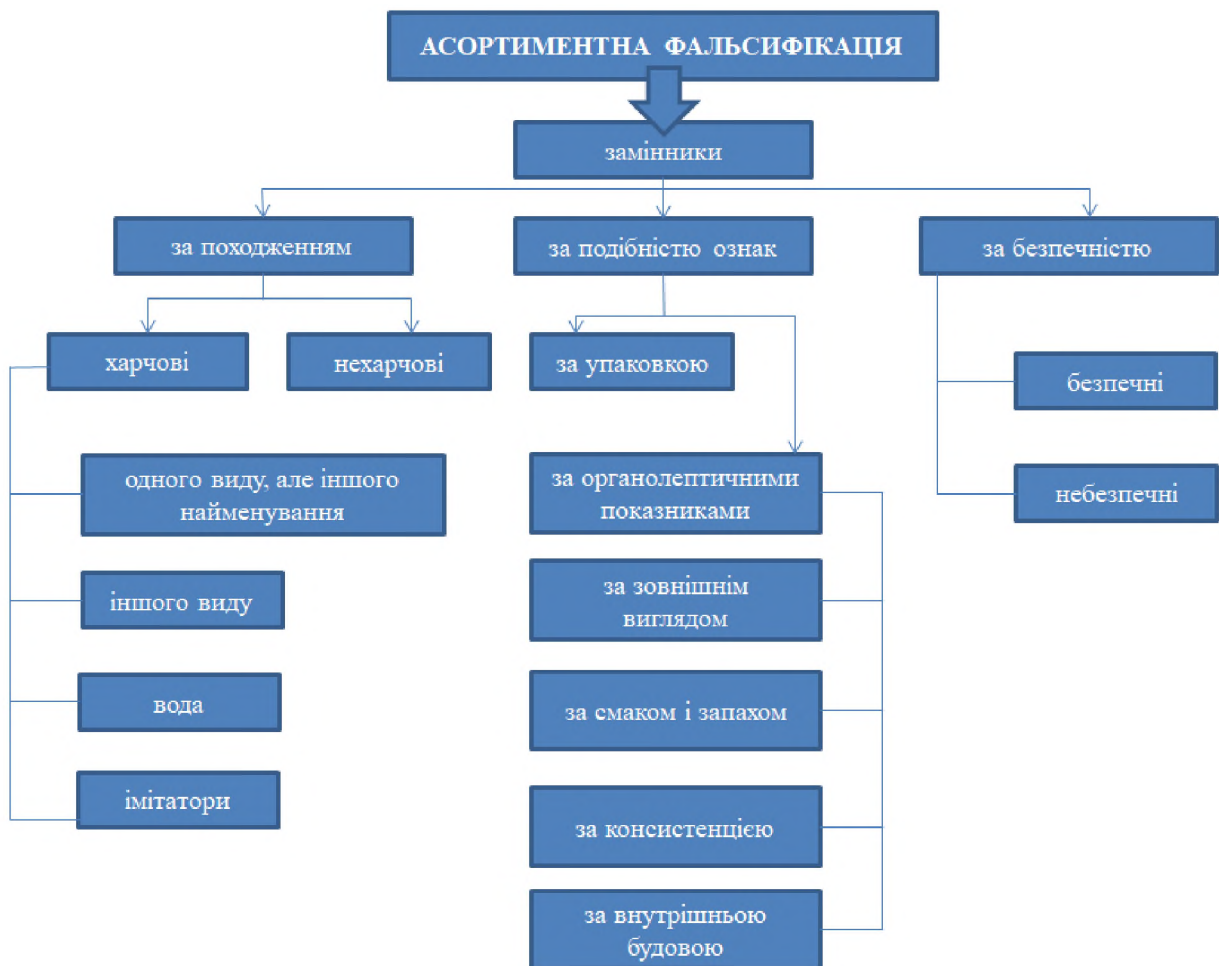 АСОРТИМЕНТНА ФАЛЬСИФІКАЦІЯ
замінники
за походженням
за подібністю ознак
за безпечністю
харчові
нехарчові
за упаковкою
безпечні
одного виду, але іншого
найменування
за органолептичними
показниками
небезпечні
іншого виду
за зовнішнім
виглядом
вода
за смаком і запахом
імітатори
за консистенцією
за внутрішньою
будовою